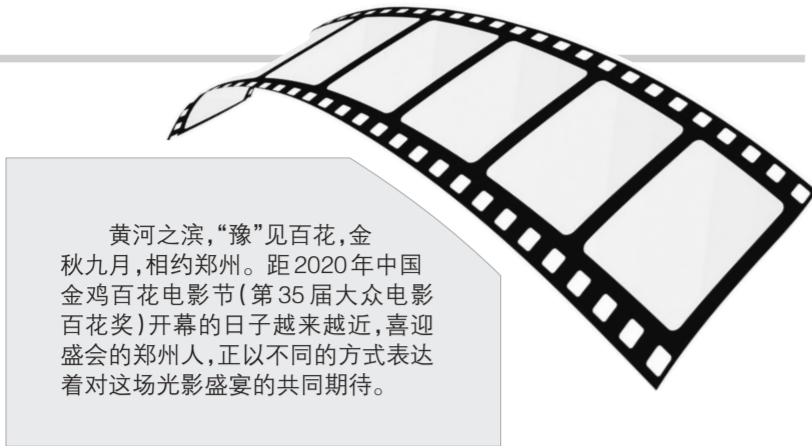 黄河之滨，“豫”见百花，金
秋九月，相约郑州。距2020年中国
金鸡百花电影节(第35届大众电影
百花奖)开幕的日子越来越近，喜迎
盛会的郑州人，正以不同的方式表达
着对这场光影盛宴的共同期待。